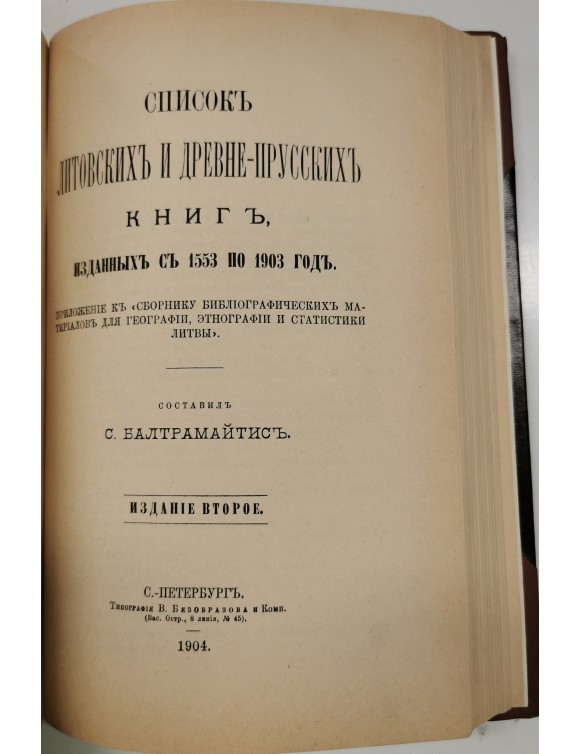 СПИСОКЪ
ЛИТОВСКИХЪ И ДРЕВНЕ-ПРУССКИХЪ
КНИГЪ,
ИЗДАННЫХЪ СЪ 1553 ПО 1903 ГОДЪ.
ПРИЛОЖЕНІЕ КЪ «СБОРНИКУ БИБЛІОГРАФИЧЕСКИХЪ МА-
ТЕРІАЛОВЪ ДЛЯ ГЕОГРАФІИ, ЭТНОГРАФІИ И СТАТИСТИКИ
ЛИТВЫ».
СОСТАВИЛЪ
С. БАЛТРАМАЙТИСЪ.
ИЗДАНІЕ ВТОРОЕ.
С.-ПЕТЕРБУРГЪ.
Типографія В. Безобразова и Комп.
(Вас. Остр., 8 линія, № 45).
1904.